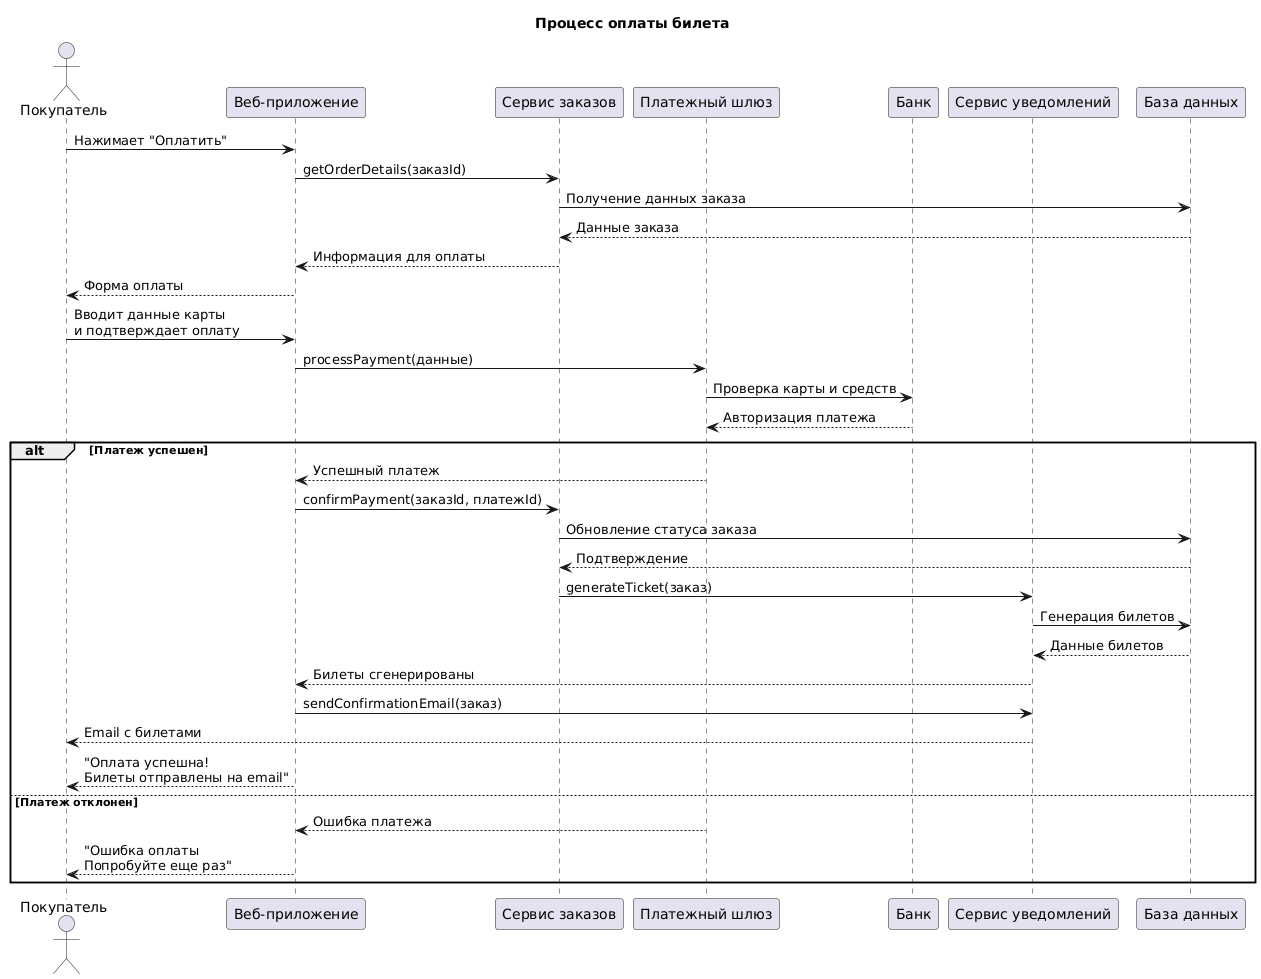 Процесс оплаты билета
Покупатель
Веб-приложение
Сервис заказов
Платежный шлюз
Банк
Сервис уведомлений
База данных
Нажимает "Оплатить"
getOrderDetails(заказId)
Получение данных заказа
Данные заказа
Информация для оплаты
Форма оплаты
Вводит данные карты
и подтверждает оплату
processPayment(данные)
Проверка карты и средств
Авторизация платежа
alt
[Платеж успешен]
Успешный платеж
confirmPayment(заказId, платежId)
Обновление статуса заказа
Подтверждение
generateTicket(заказ)
Генерация билетов
Данные билетов
Билеты сгенерированы
sendConfirmationEmail(заказ)
Email с билетами
"Оплата успешна!
Билеты отправлены на email"
[Платеж отклонен]
Ошибка платежа
"Ошибка оплаты
Попробуйте еще раз"
Покупатель
Веб-приложение
Сервис заказов
Платежный шлюз
Банк
Сервис уведомлений
База данных